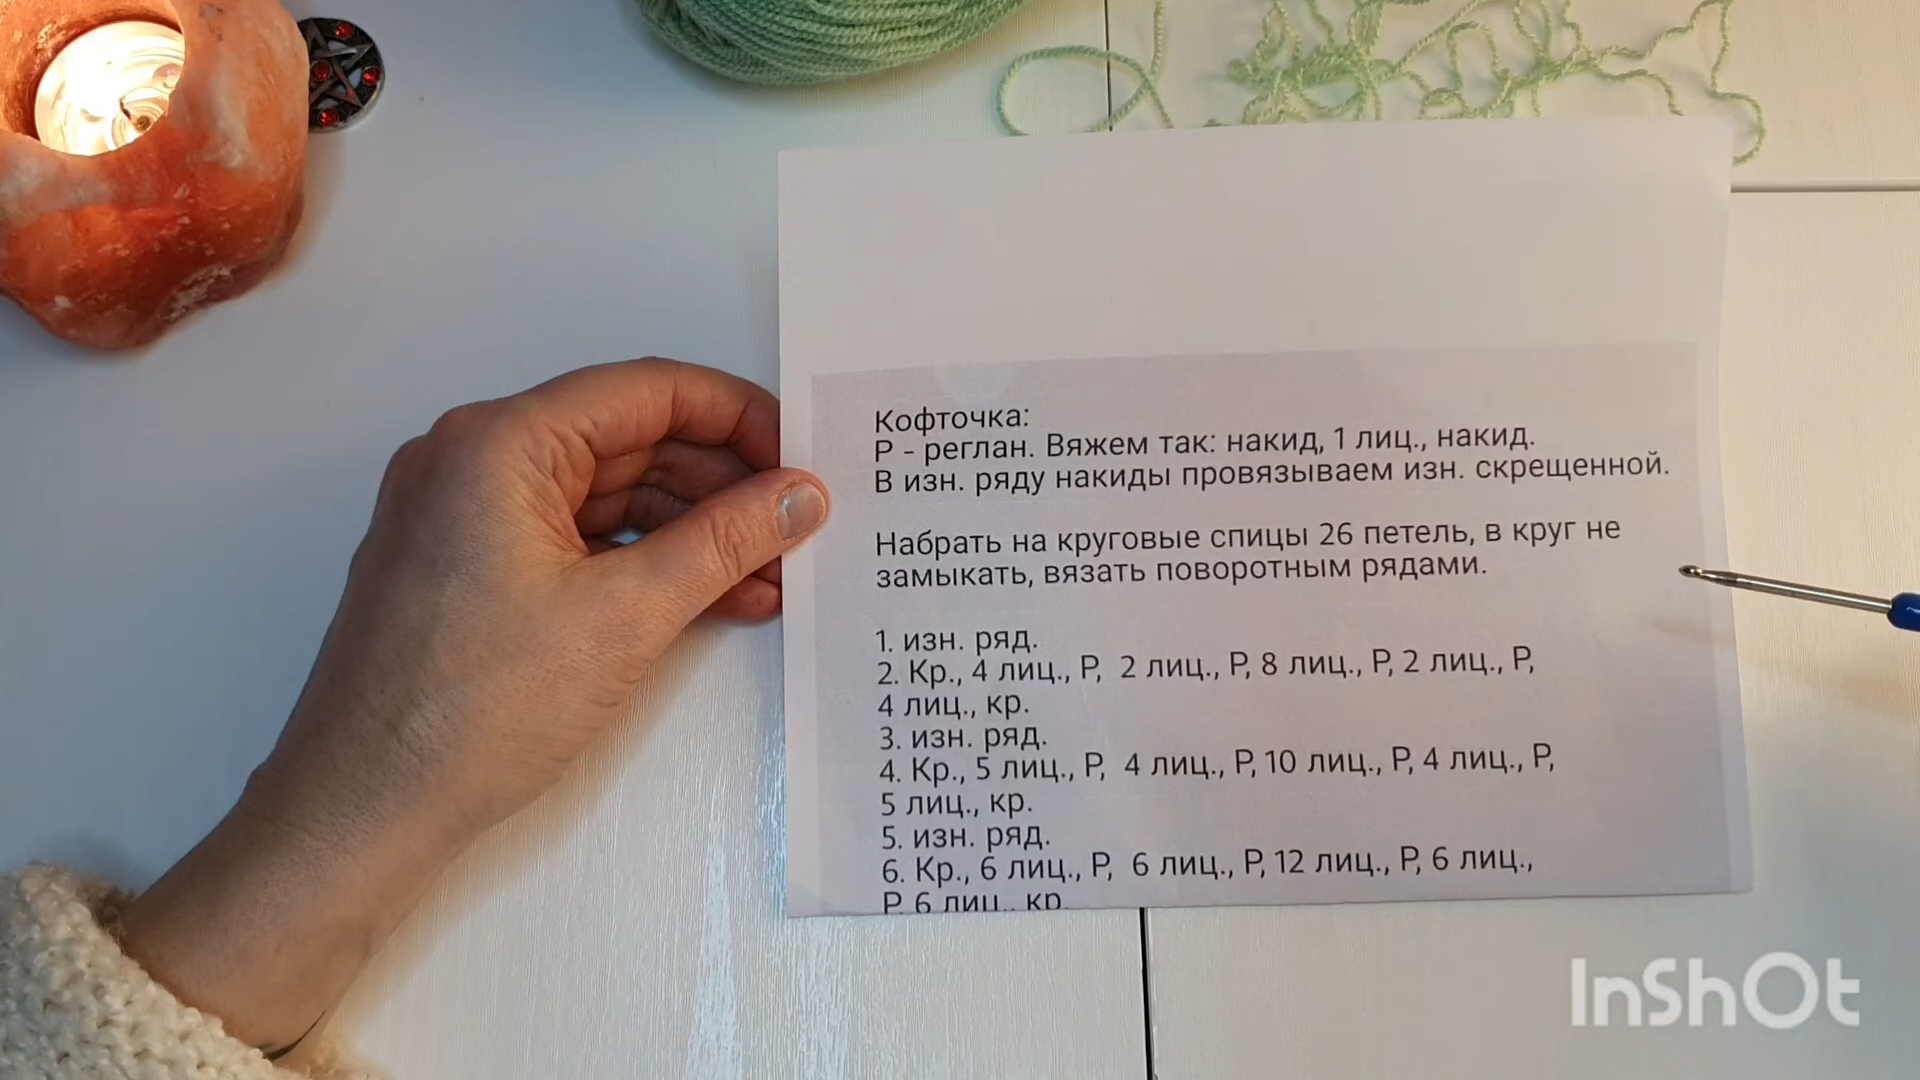 Кофточка:
Р - реглан. Вяжем так: накид, 1 лиц., накид.
В изн. ряду накиды провязываем изн. скрещенной.
Набрать на круговые спицы 26 петель, в круг не
замыкать, вязать поворотным рядами.
1. изн. ряд.
2. Кр., 4 лиц., Р, 2 лиц., Р, 8 лиц., Р, 2 лиц., Р,
4 лиц., кр.
3. изн. ряд.
4. Кр., 5 лиц., Р, 4 лиц., Р, 10 лиц., Р, 4 лиц., Р,
5 лиц., кр.
5. изн. ряд.
6. Кр., 6 лиц., Р, 6 лиц., Р, 12 лиц., Р, 6 лиц.,
Р, 6 лиц., кр.
InShOt